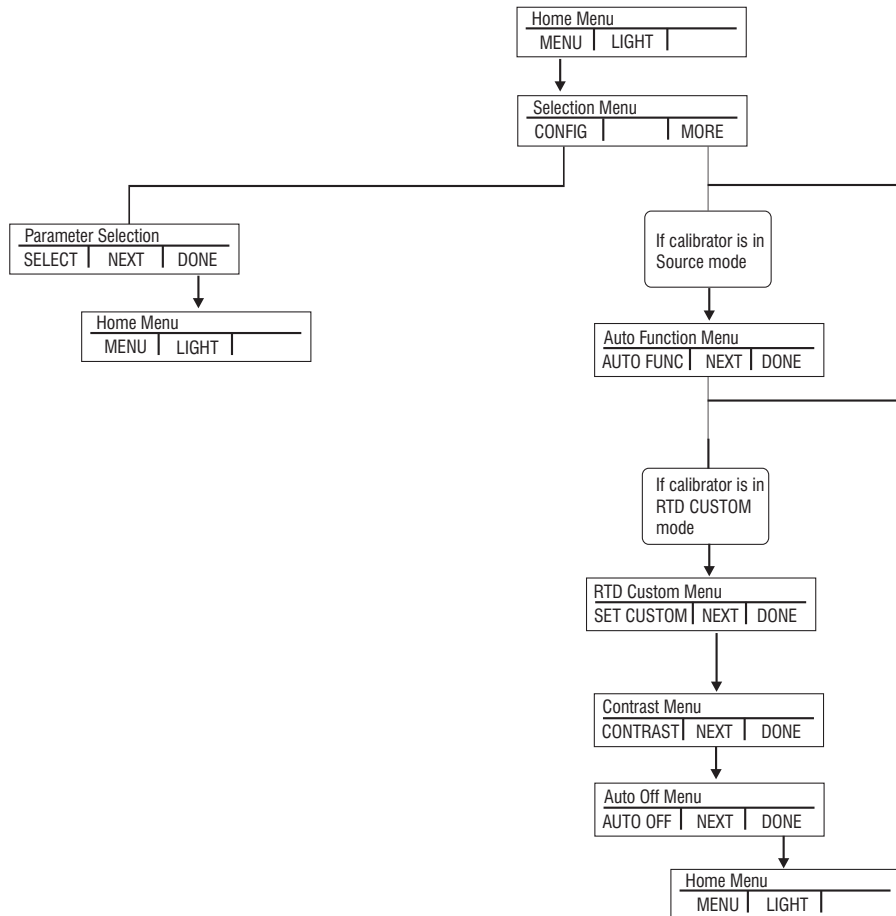 Home Menu
MENU LIGHT
Selection Menu
CONFIG MORE
Parameter Selection
SELECT NEXT DONE
Home Menu
MENU LIGHT
If calibrator is in
Source mode
Auto Function Menu
AUTO FUNC NEXT DONE
If calibrator is in
RTD CUSTOM
mode
RTD Custom Menu
SET CUSTOM NEXT DONE
Contrast Menu
CONTRAST NEXT DONE
Auto Off Menu
AUTO OFF NEXT DONE
Home Menu
MENU LIGHT